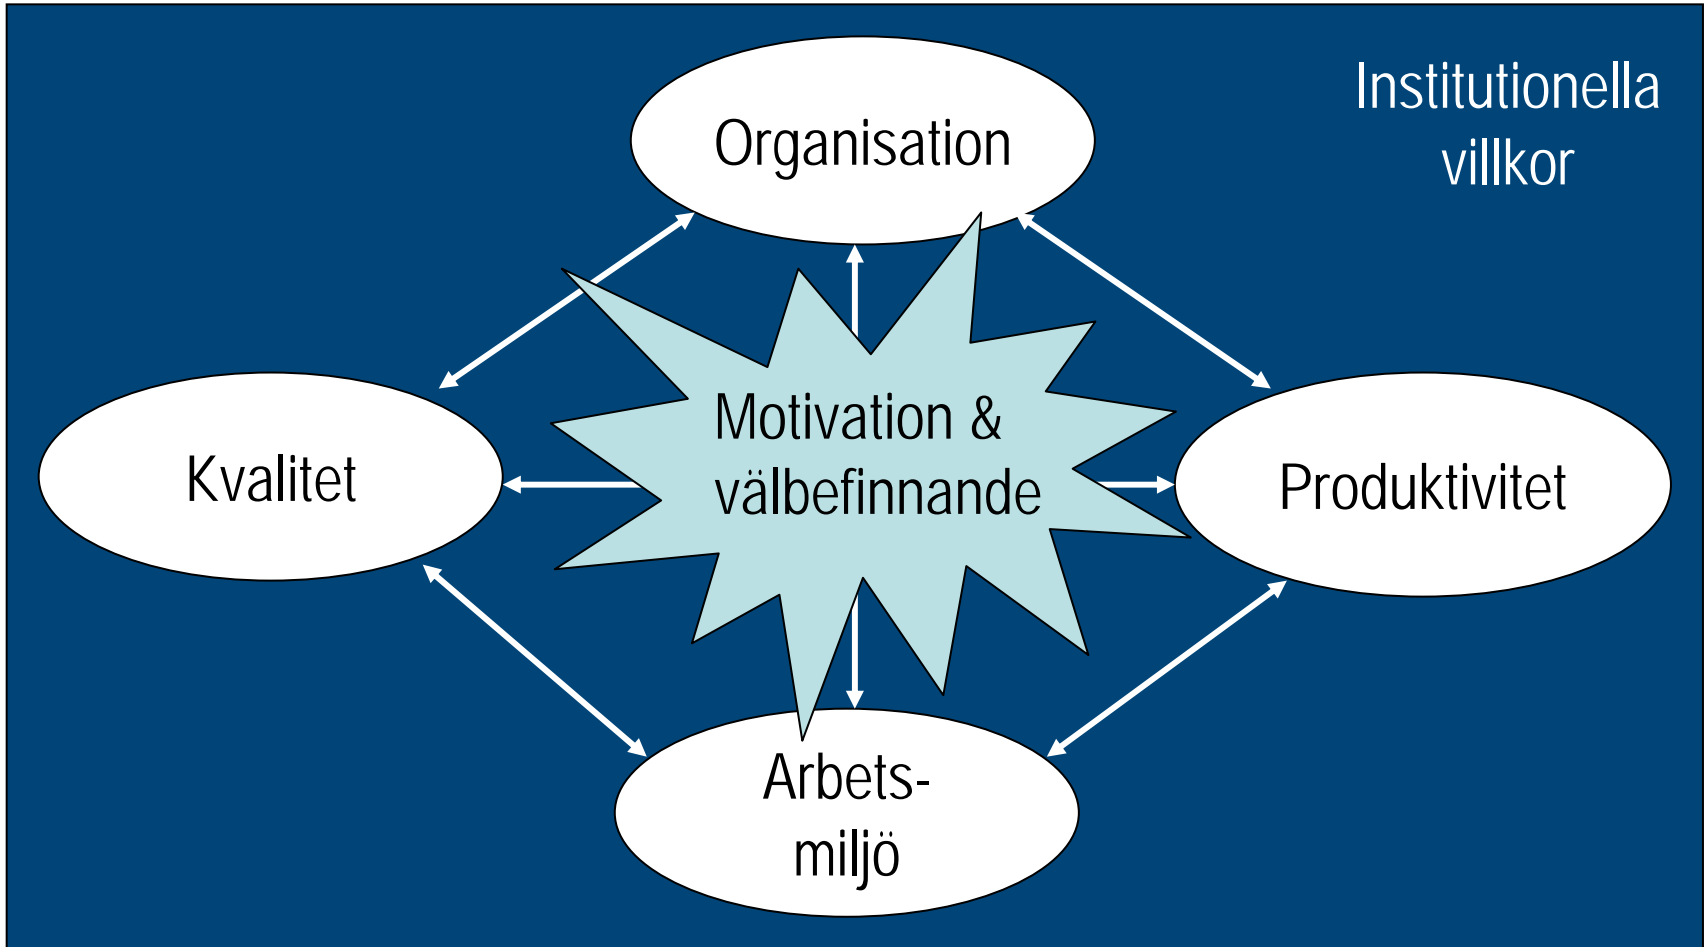 Institutionella
villkor
Organisation
Motivation &
välbefinnande
Kvalitet
Produktivitet
Arbets-
miljö